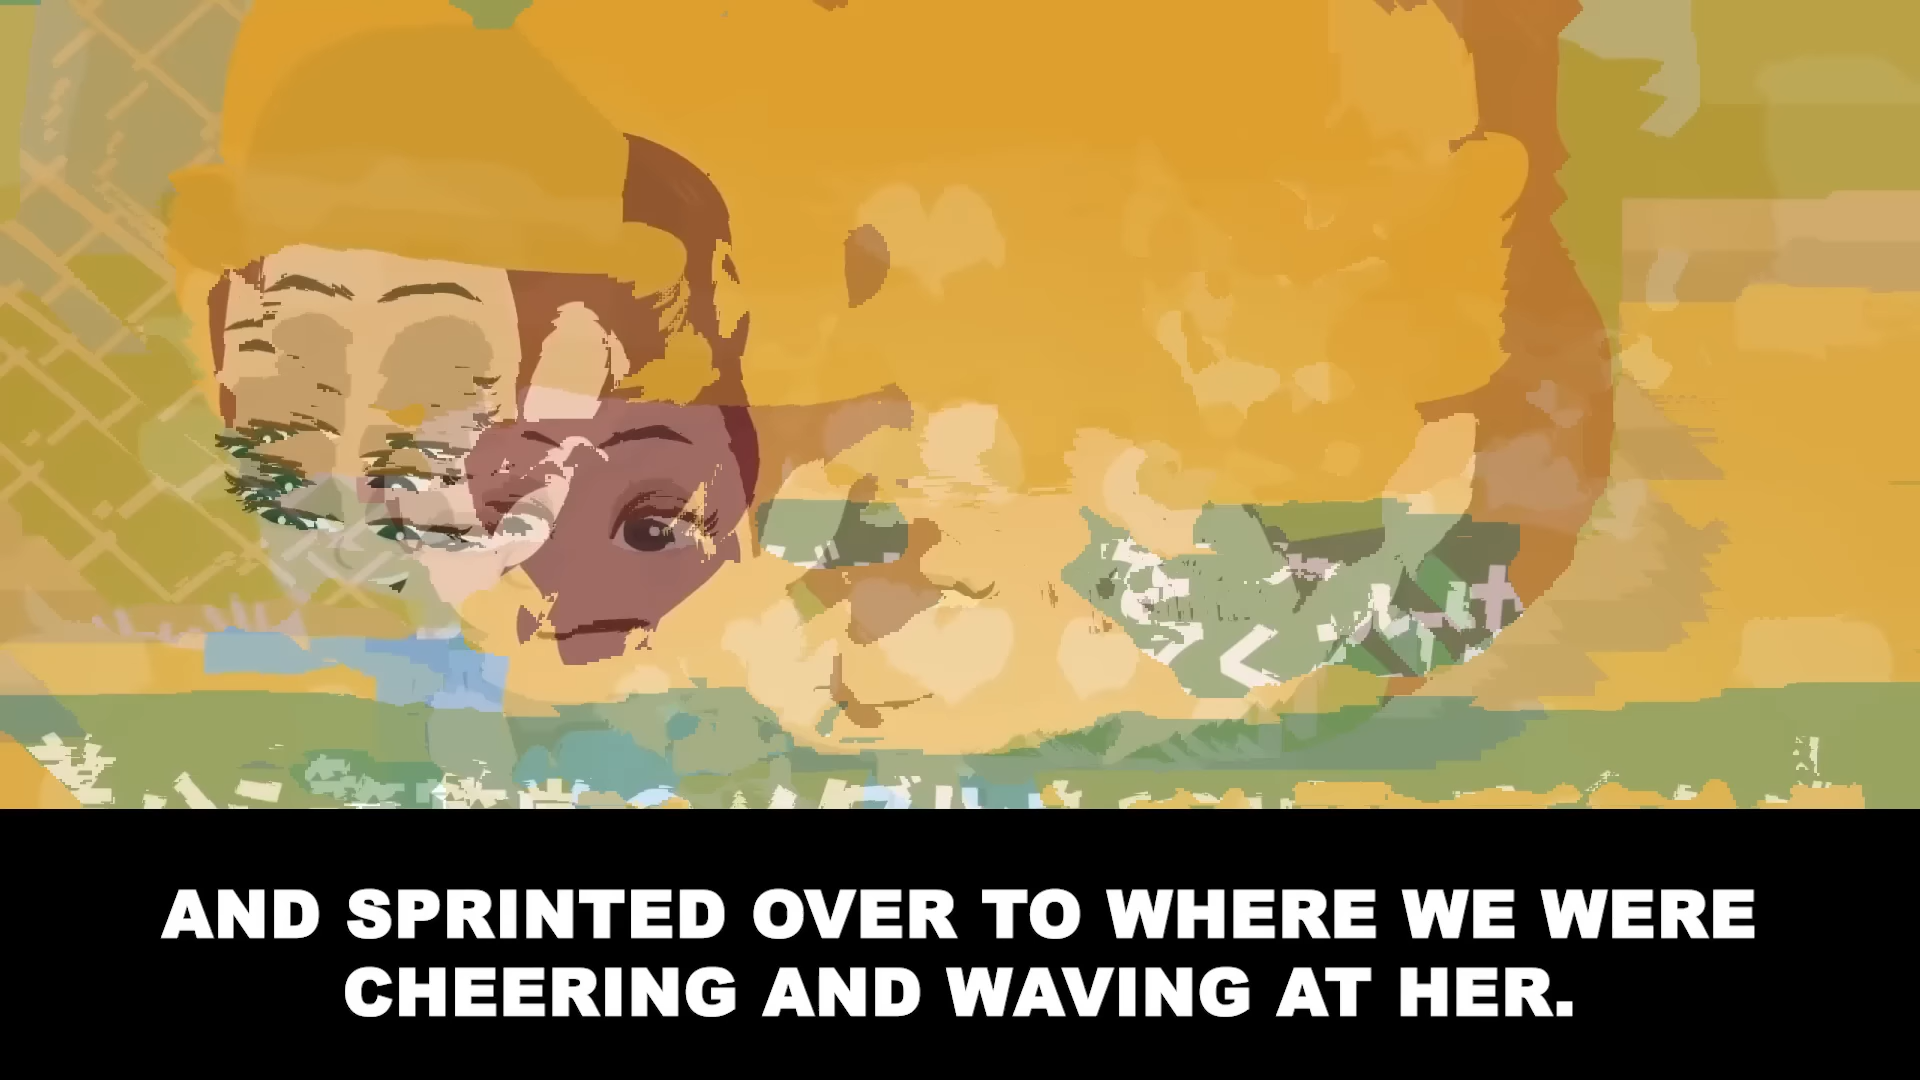 AND SPRINTED OVER TO WHERE WE WERE
CHEERING AND WAVING AT HER.